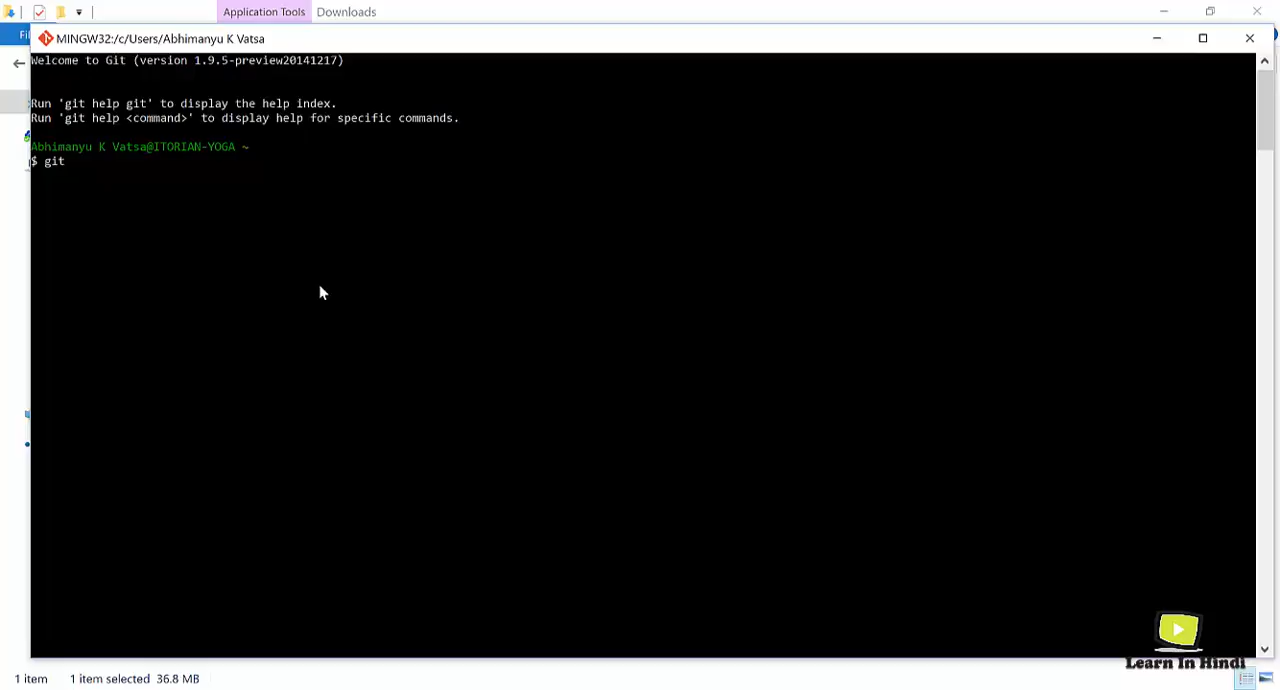 Application Tools Downloads
Fi
MINGW32:/c/Users/Abhimanyu K Vatsa
Welcome to Git (version 1.9.5-preview20141217)
Run 'git help git' to display the help index.
Run 'git help <command>' to display help for specific commands.
Abhimanyu K Vatsa@ITORIAN-YOGA ~
$ git
Learn In Hindi
1 item 1 item selected 36.8 MB